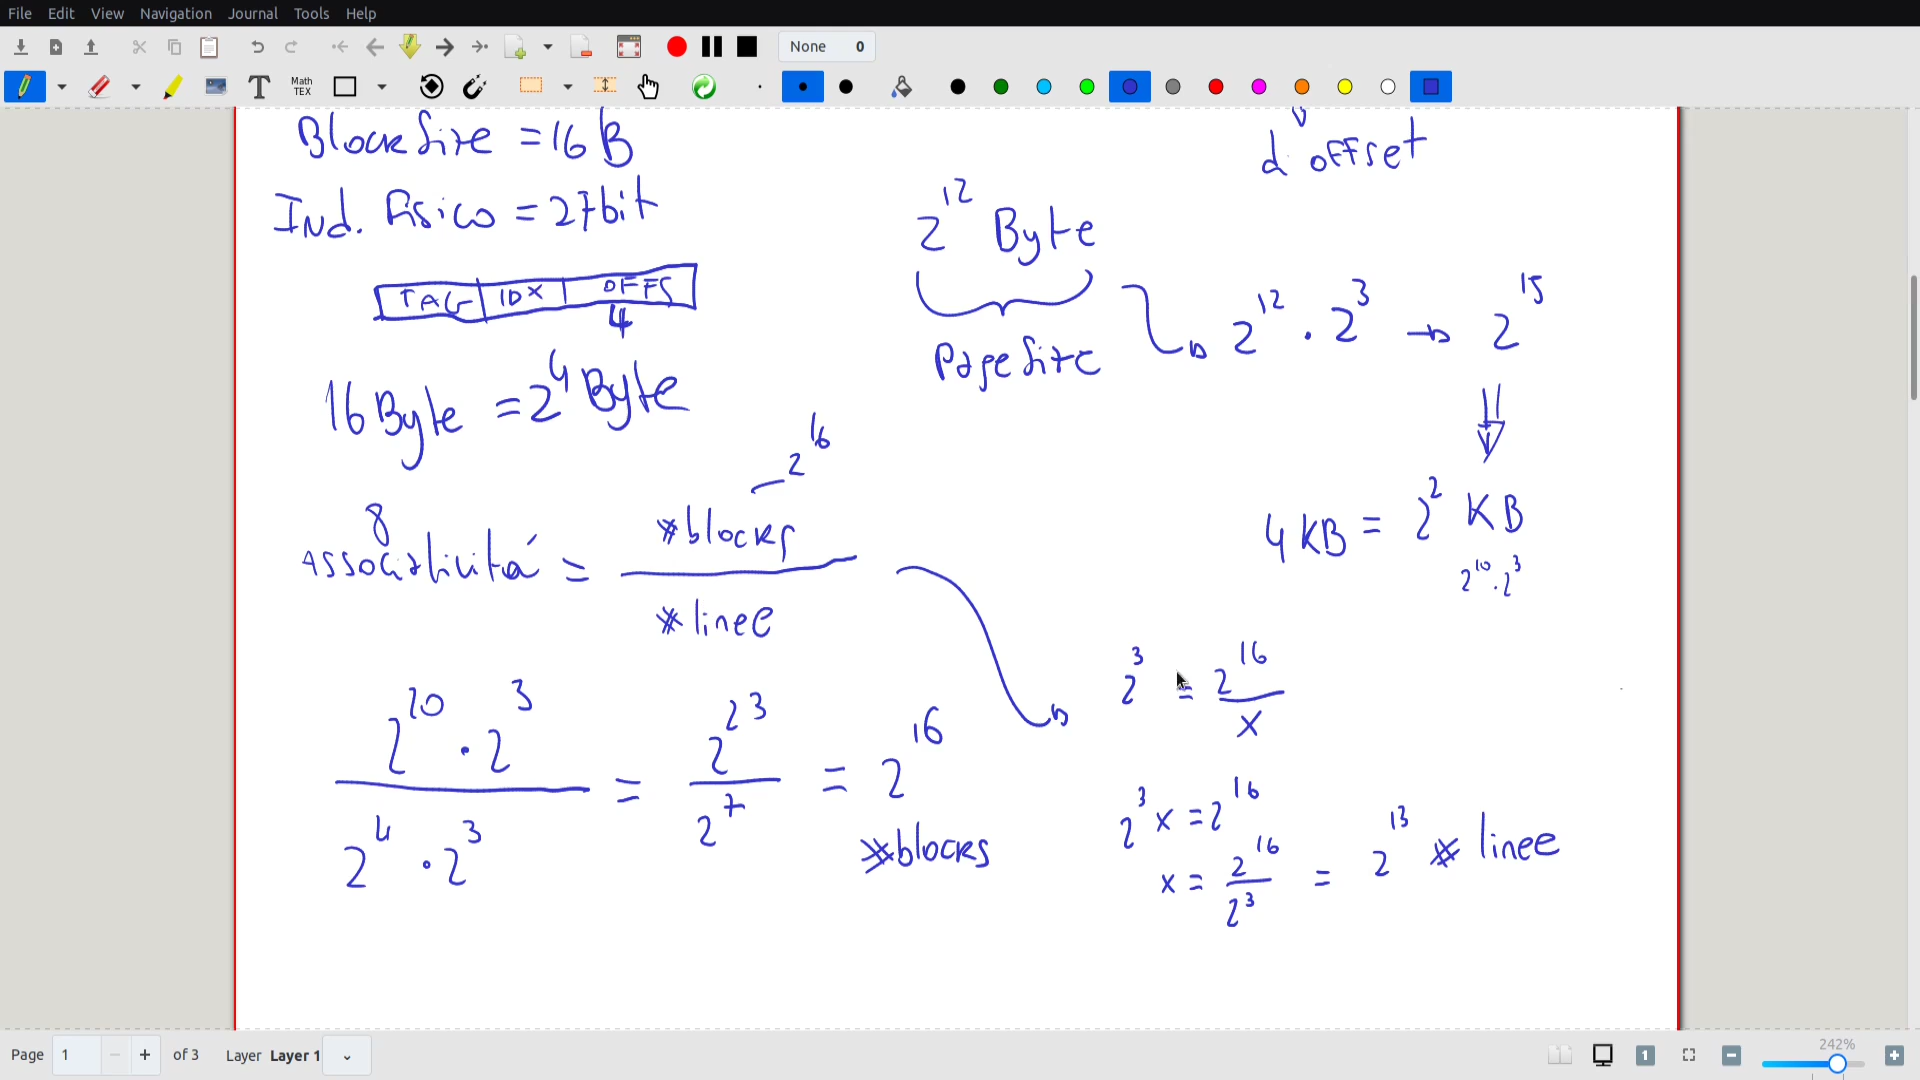 File Edit View Navigation Journal Tools Help
None 0
Math TEX
Block Size = 16 B
Ind. Fisico = 27 bit
TAG IDX OFFS
4
16 Byte = 2^4 Byte
8
Associatività = #blocks / #linee
2^16
2^20 · 2^3 / 2^4 · 2^3 = 2^23 / 2^7 = 2^16
#blocks
d offset
2^12 Byte
Page Size
2^12 · 2^3 → 2^15
4 KB = 2^2 KB
2^10 · 2^3
2^3 = 2^16 / x
2^3 x = 2^16
x = 2^16 / 2^3 = 2^13 # linee
Page 1 of 3 Layer Layer 1
1
242%